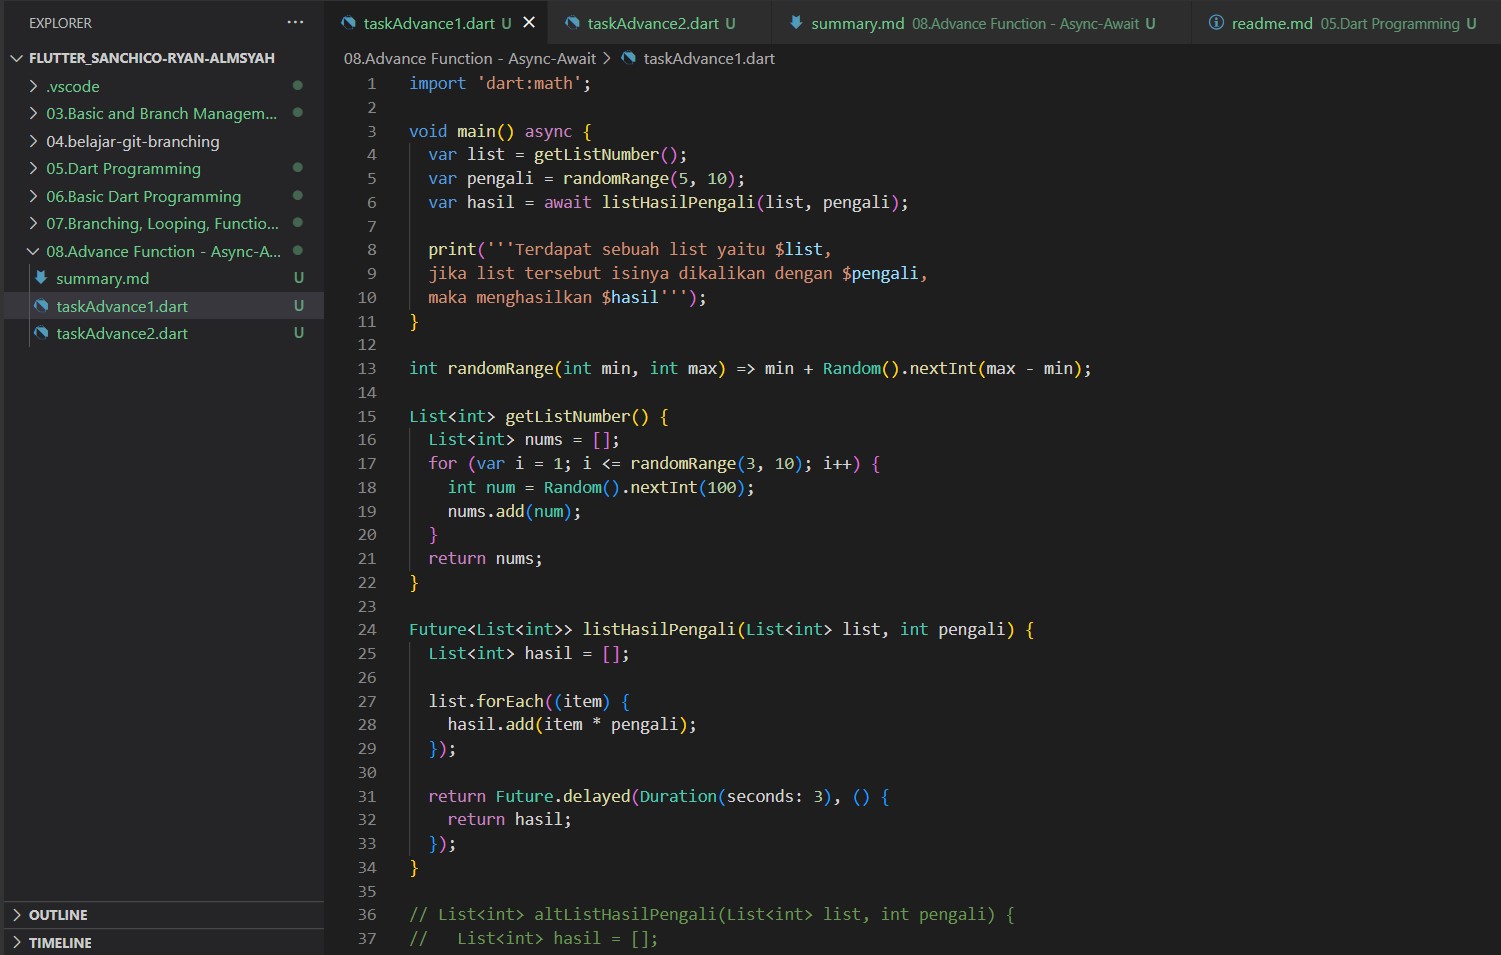 EXPLORER
···
FLUTTER_SANCHICO-RYAN-ALMSYAH
.vscode
03.Basic and Branch Managem...
04.belajar-git-branching
05.Dart Programming
06.Basic Dart Programming
07.Branching, Looping, Functio...
08.Advance Function - Async-A...
summary.md U
taskAdvance1.dart U
taskAdvance2.dart U
OUTLINE
TIMELINE
taskAdvance1.dart U
taskAdvance2.dart U
summary.md 08.Advance Function - Async-Await U
readme.md 05.Dart Programming U
08.Advance Function - Async-Await > taskAdvance1.dart
1 import 'dart:math';
2
3 void main() async {
4   var list = getListNumber();
5   var pengali = randomRange(5, 10);
6   var hasil = await listHasilPengali(list, pengali);
7
8   print('''Terdapat sebuah list yaitu $list,
9   jika list tersebut isinya dikalikan dengan $pengali,
10   maka menghasilkan $hasil''');
11 }
12
13 int randomRange(int min, int max) => min + Random().nextInt(max - min);
14
15 List<int> getListNumber() {
16   List<int> nums = [];
17   for (var i = 1; i <= randomRange(3, 10); i++) {
18     int num = Random().nextInt(100);
19     nums.add(num);
20   }
21   return nums;
22 }
23
24 Future<List<int>> listHasilPengali(List<int> list, int pengali) {
25   List<int> hasil = [];
26
27   list.forEach((item) {
28     hasil.add(item * pengali);
29   });
30
31   return Future.delayed(Duration(seconds: 3), () {
32     return hasil;
33   });
34 }
35
36 // List<int> altListHasilPengali(List<int> list, int pengali) {
37 //   List<int> hasil = [];